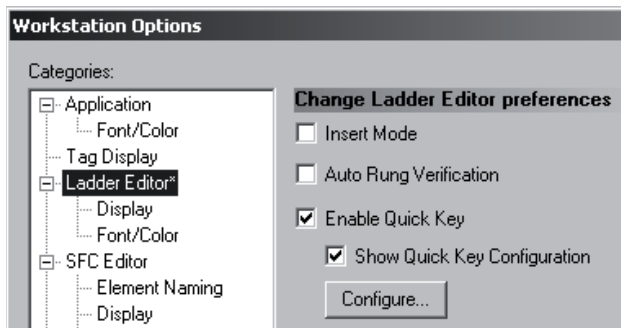 Workstation Options
Categories:
Application
Font/Color
Tag Display
Ladder Editor*
Display
Font/Color
SFC Editor
Element Naming
Display
Change Ladder Editor preferences
Insert Mode
Auto Rung Verification
Enable Quick Key
Show Quick Key Configuration
Configure...